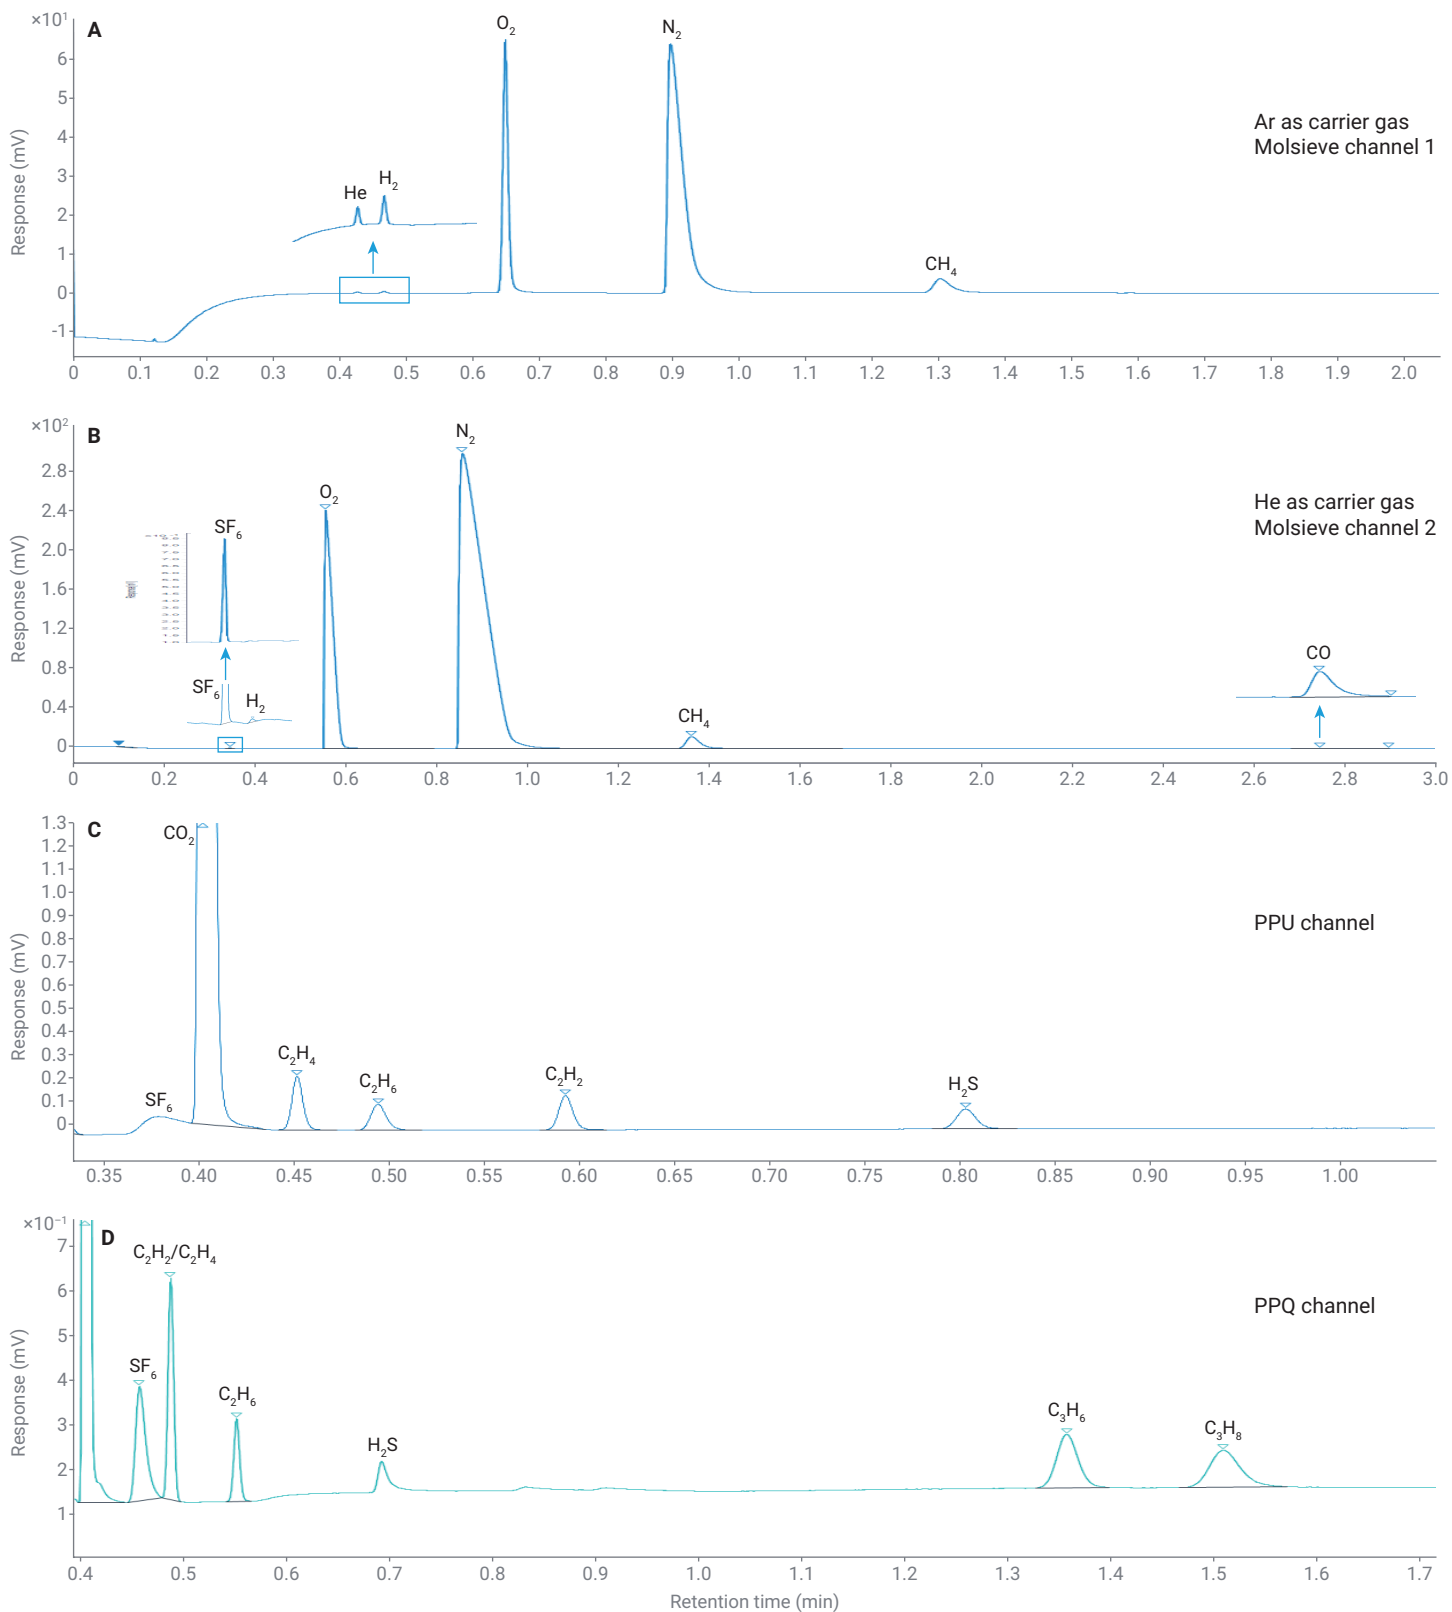 ×10¹
A
O₂
N₂
Ar as carrier gas
Molsieve channel 1
He
H₂
CH₄
Response (mV)
6
5
4
3
2
1
0
-1
0 0.1 0.2 0.3 0.4 0.5 0.6 0.7 0.8 0.9 1.0 1.1 1.2 1.3 1.4 1.5 1.6 1.7 1.8 1.9 2.0
×10²
B
N₂
O₂
He as carrier gas
Molsieve channel 2
SF₆
SF₆
H₂
CH₄
CO
Response (mV)
2.8
2.4
2.0
1.6
1.2
0.8
0.4
0
0 0.2 0.4 0.6 0.8 1.0 1.2 1.4 1.6 1.8 2.0 2.2 2.4 2.6 2.8 3.0
C
CO₂
PPU channel
SF₆
C₂H₄
C₂H₆
C₂H₂
H₂S
Response (mV)
1.3
1.2
1.1
1.0
0.9
0.8
0.7
0.6
0.5
0.4
0.3
0.2
0.1
0
0.35 0.40 0.45 0.50 0.55 0.60 0.65 0.70 0.75 0.80 0.85 0.90 0.95 1.00
×10⁻¹
D
C₂H₂/C₂H₄
PPQ channel
SF₆
C₂H₆
H₂S
C₃H₆
C₃H₈
Response (mV)
7
6
5
4
3
2
1
0.4 0.5 0.6 0.7 0.8 0.9 1.0 1.1 1.2 1.3 1.4 1.5 1.6 1.7
Retention time (min)